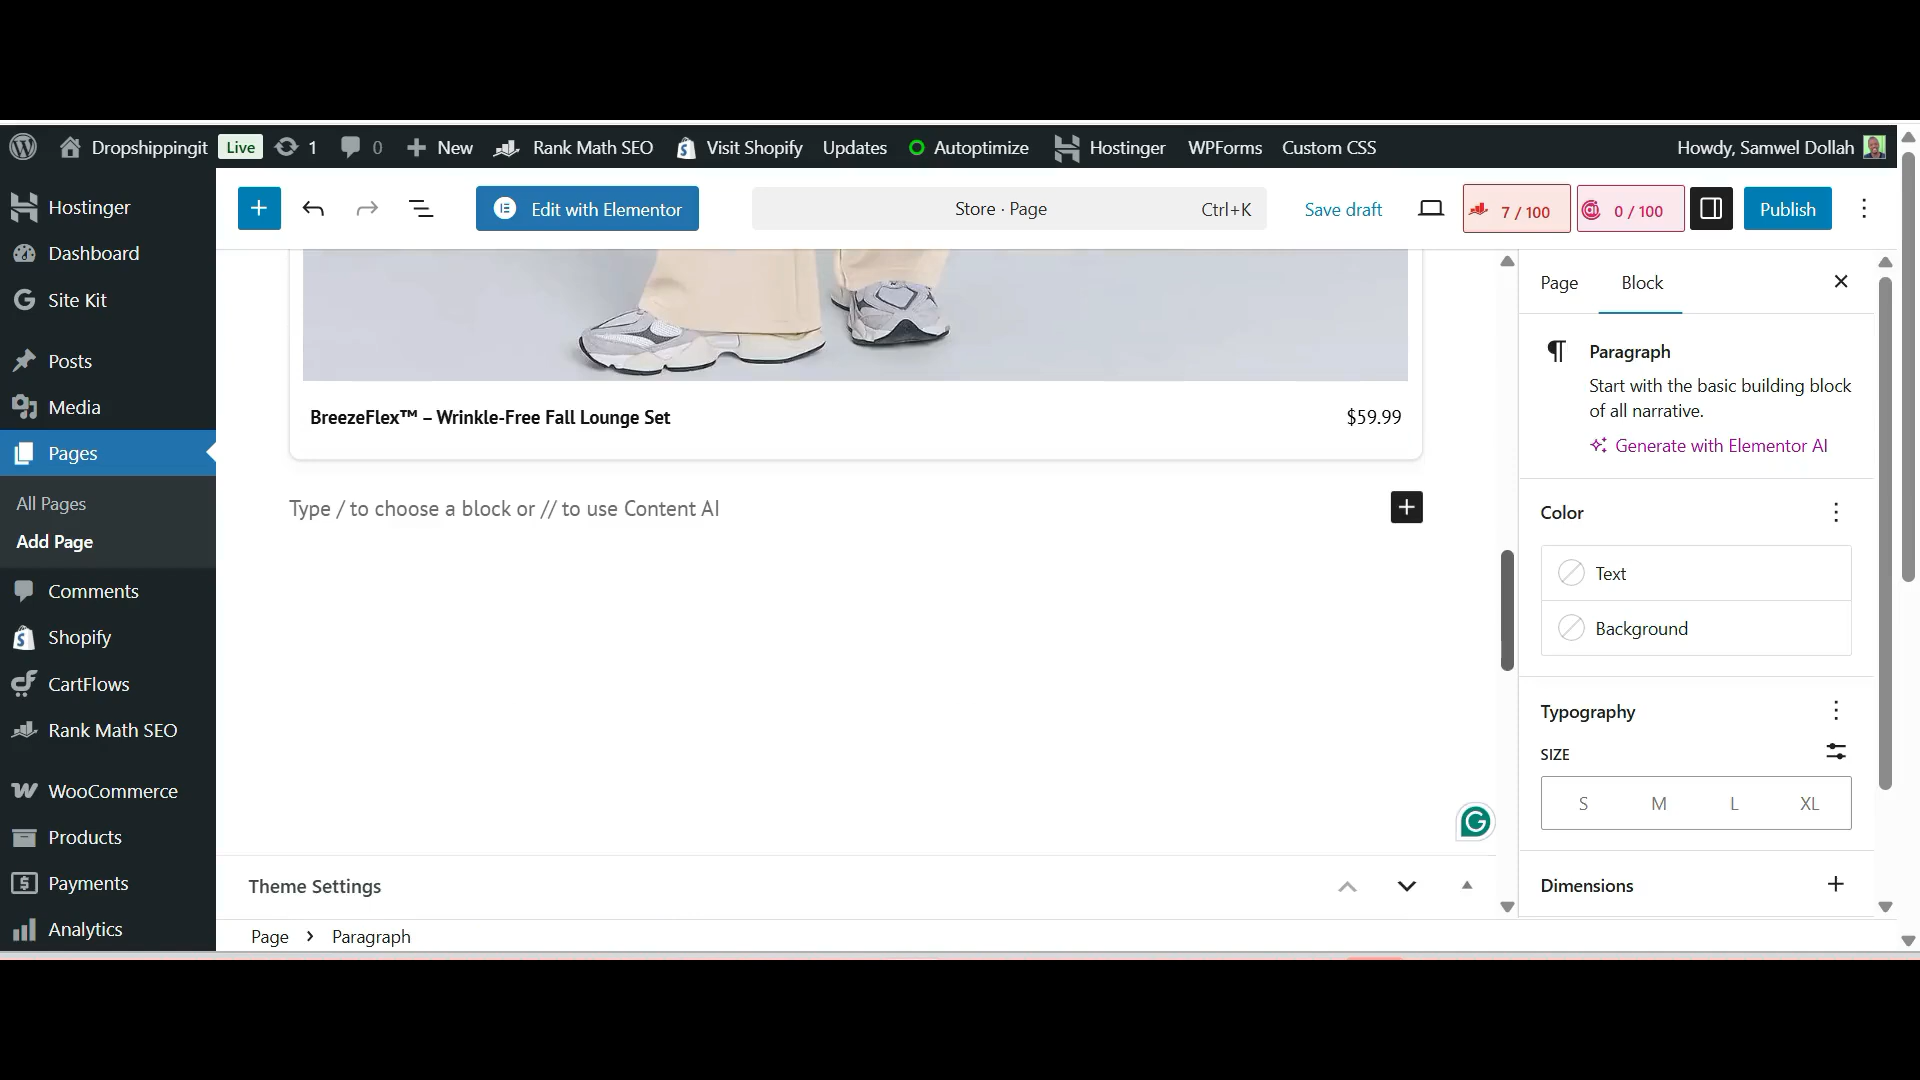 Dropshippingit Live 1 0 New Rank Math SEO Visit Shopify Updates Autoptimize Hostinger WPForms Custom CSS Howdy, Samwel Dollah
Hostinger
Dashboard
Site Kit
Posts
Media
Pages
All Pages
Add Page
Comments
Shopify
CartFlows
Rank Math SEO
WooCommerce
Products
Payments
Analytics
Edit with Elementor
Store · Page Ctrl+K
Save draft
7 / 100
0 / 100
Publish
BreezeFlex™ – Wrinkle-Free Fall Lounge Set $59.99
Type / to choose a block or // to use Content AI
Theme Settings
Page > Paragraph
Page Block
Paragraph
Start with the basic building block
of all narrative.
Generate with Elementor AI
Color
Text
Background
Typography
SIZE
S M L XL
Dimensions